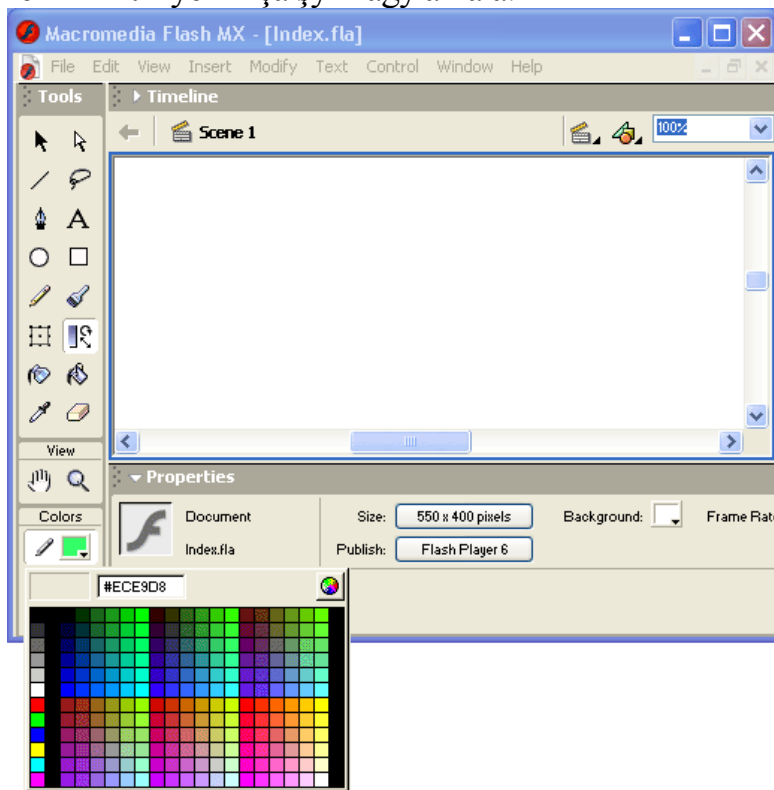 Macromedia Flash MX - [Index.fla]
File Edit View Insert Modify Text Control Window Help
Tools
Timeline
Scene 1
100%
View
Properties
Colors
Document
Size: 550 x 400 pixels
Background:
Frame Rat
Index.fla
Publish: Flash Player 6
#ECE9D8